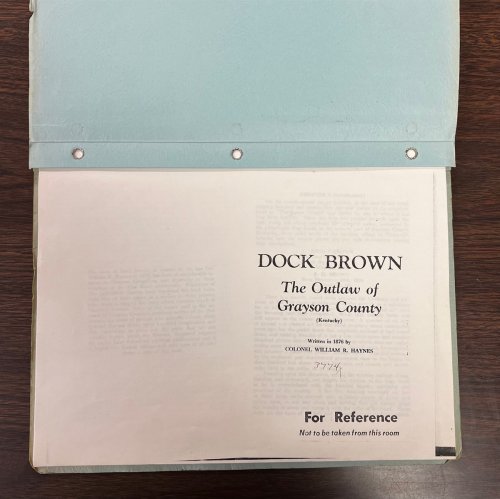 DOCK BROWN
The Outlaw of
Grayson County
(Kentucky)
Written in 1876 by
COLONEL WILLIAM R. HAYNES
For Reference
Not to be taken from this room